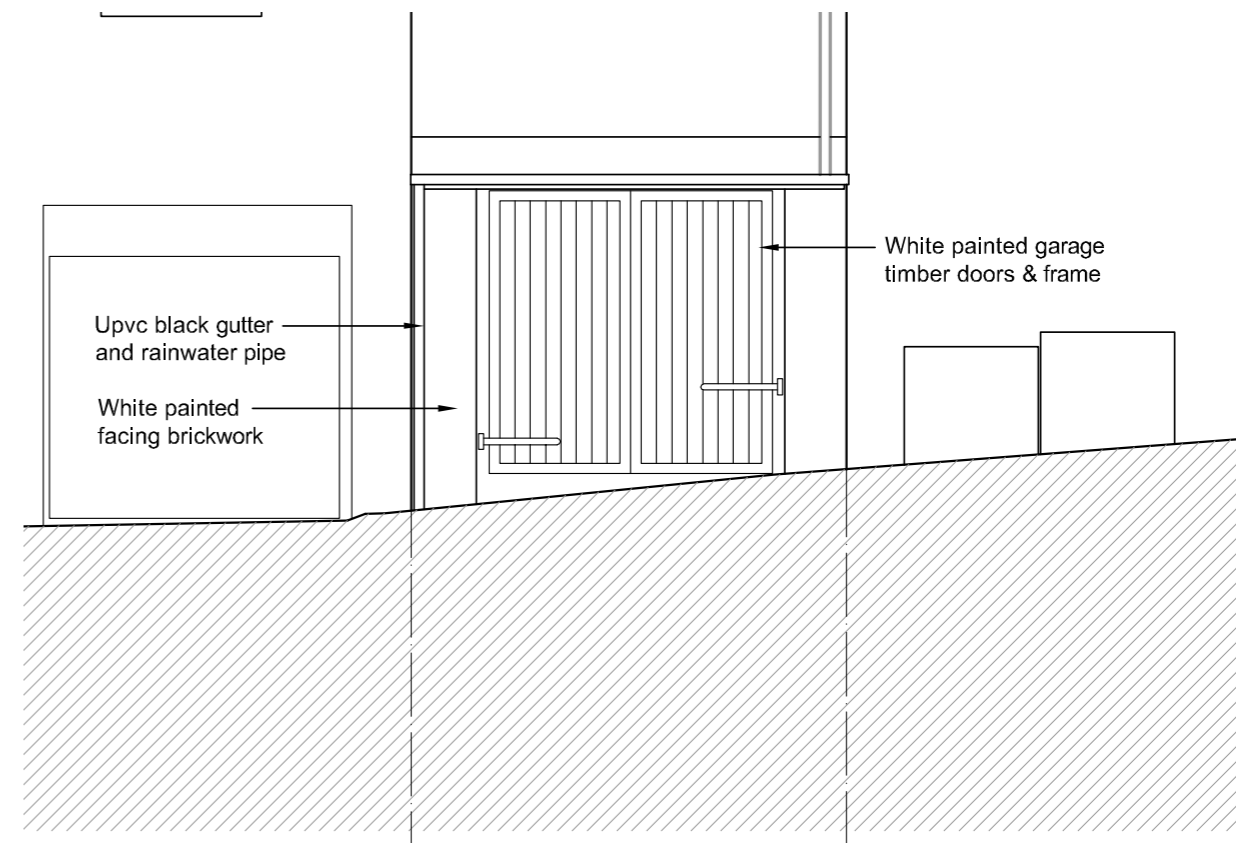 White painted garage
timber doors & frame
Upvc black gutter
and rainwater pipe
White painted
facing brickwork